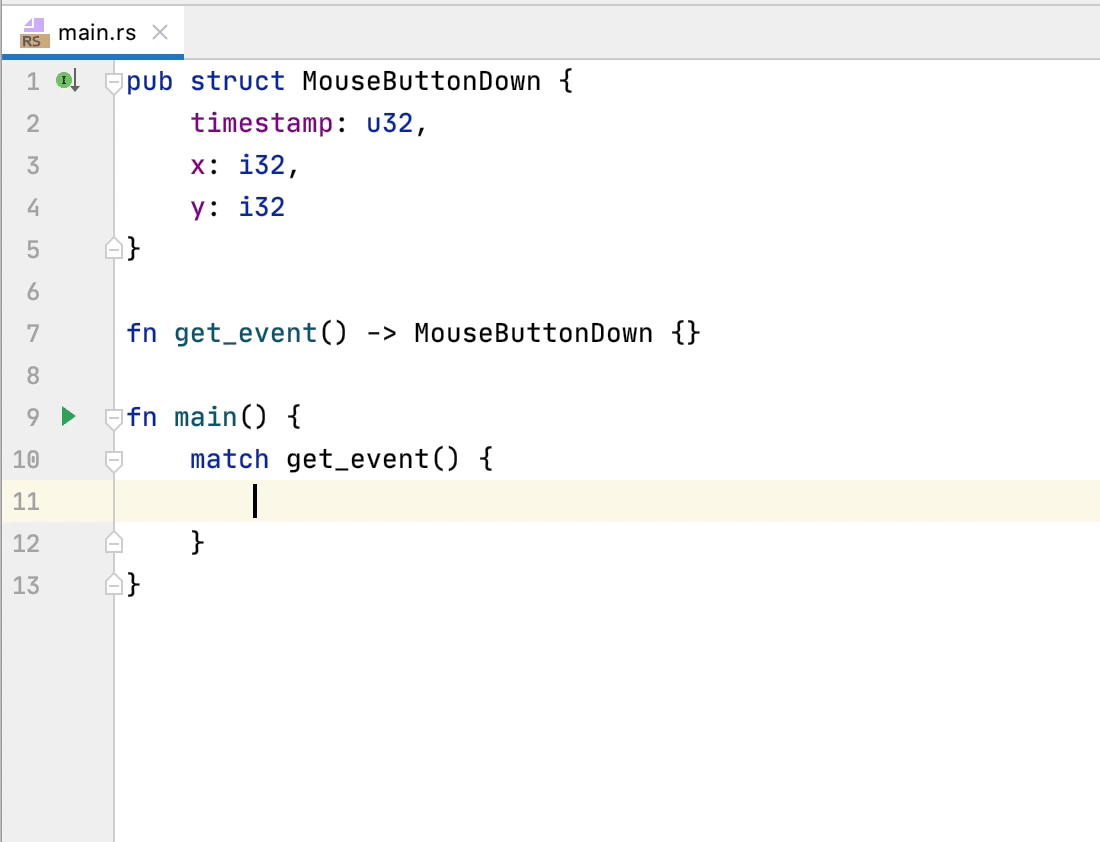 main.rs
RS
1 I pub struct MouseButtonDown {
2 timestamp: u32,
3 x: i32,
4 y: i32
5 }
6
7 fn get_event() -> MouseButtonDown {}
8
9 fn main() {
10 match get_event() {
11
12 }
13 }